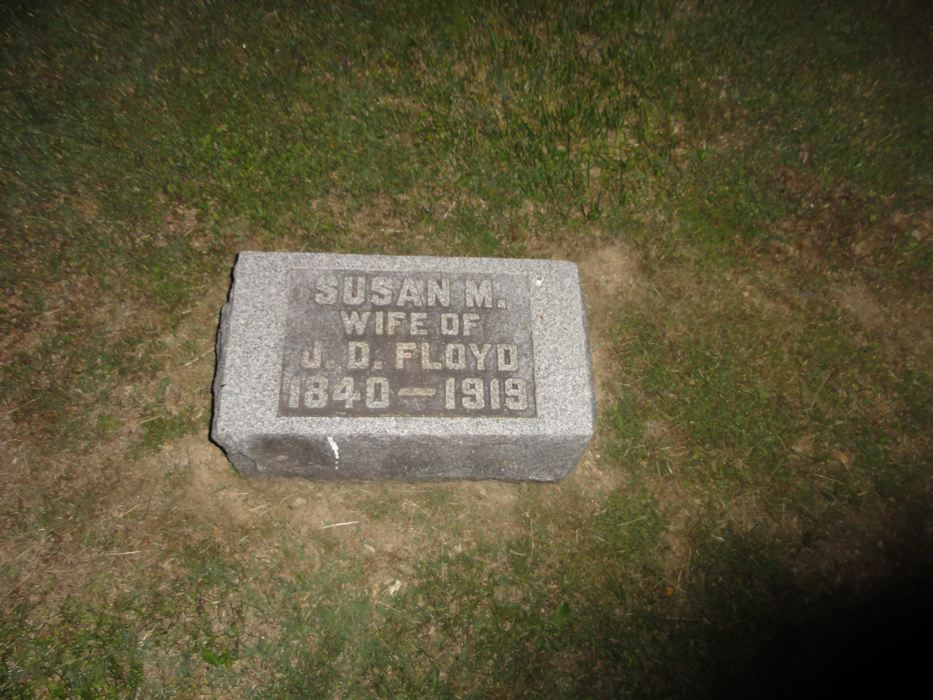 SUSAN M.
WIFE OF
J. D. FLOYD
1840—1919